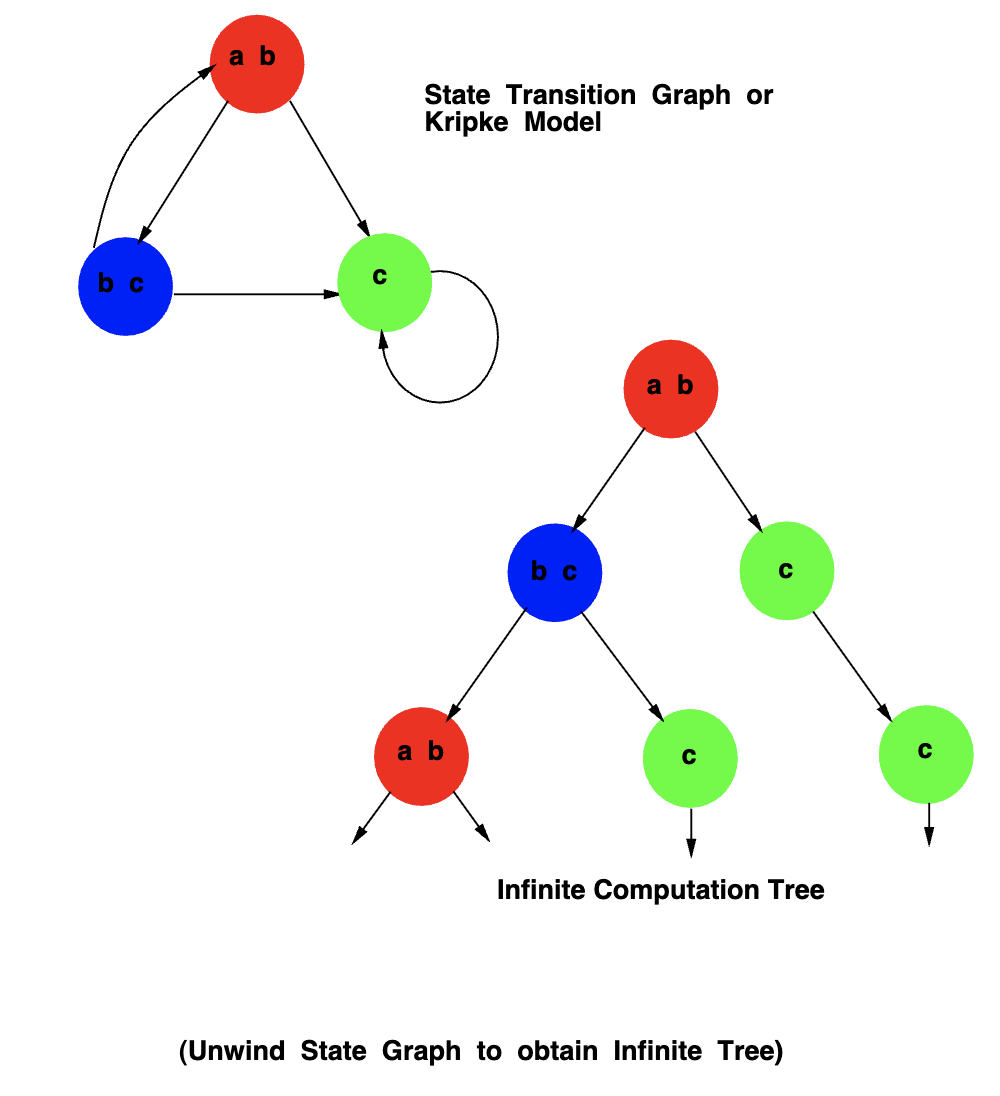 a b
State Transition Graph or
Kripke Model
b c
c
a b
b c
c
a b
c
c
Infinite Computation Tree
(Unwind State Graph to obtain Infinite Tree)